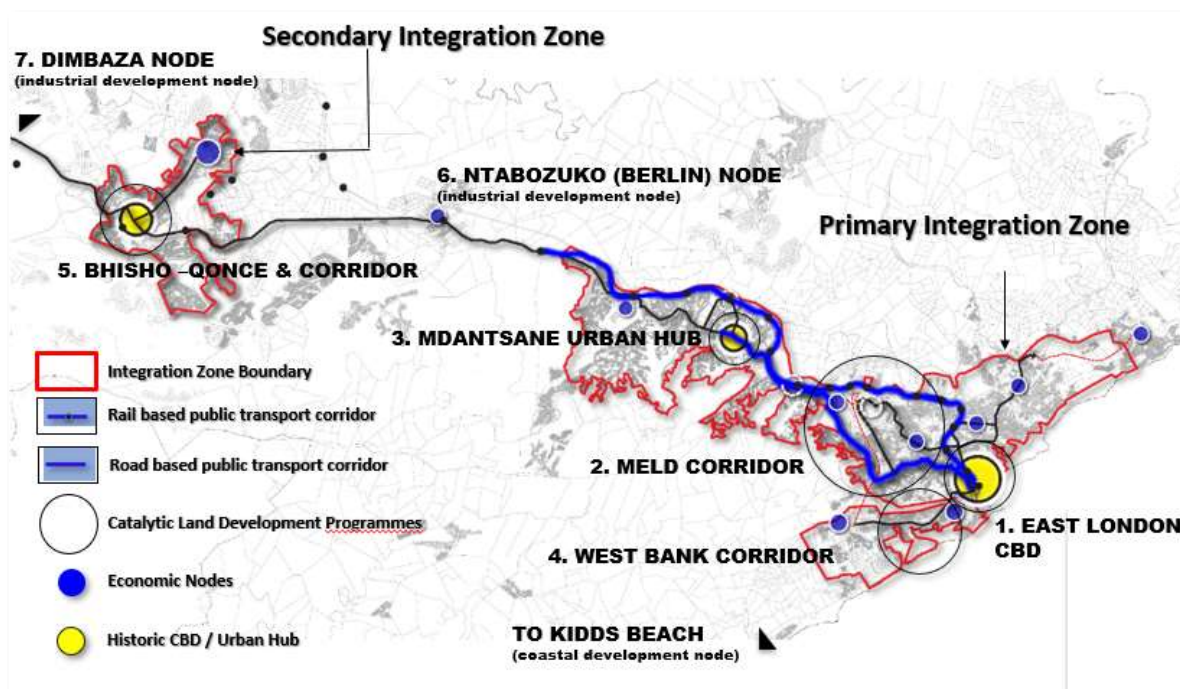 Secondary Integration Zone
7. DIMBAZA NODE
(industrial development node)
6. NTABOZUKO (BERLIN) NODE
(industrial development node)
Primary Integration Zone
5. BHISHO –QONCE & CORRIDOR
3. MDANTSANE URBAN HUB
Integration Zone Boundary
Rail based public transport corridor
Road based public transport corridor
2. MELD CORRIDOR
Catalytic Land Development Programmes
1. EAST LONDON
CBD
4. WEST BANK CORRIDOR
Economic Nodes
Historic CBD / Urban Hub
TO KIDDS BEACH
(coastal development node)